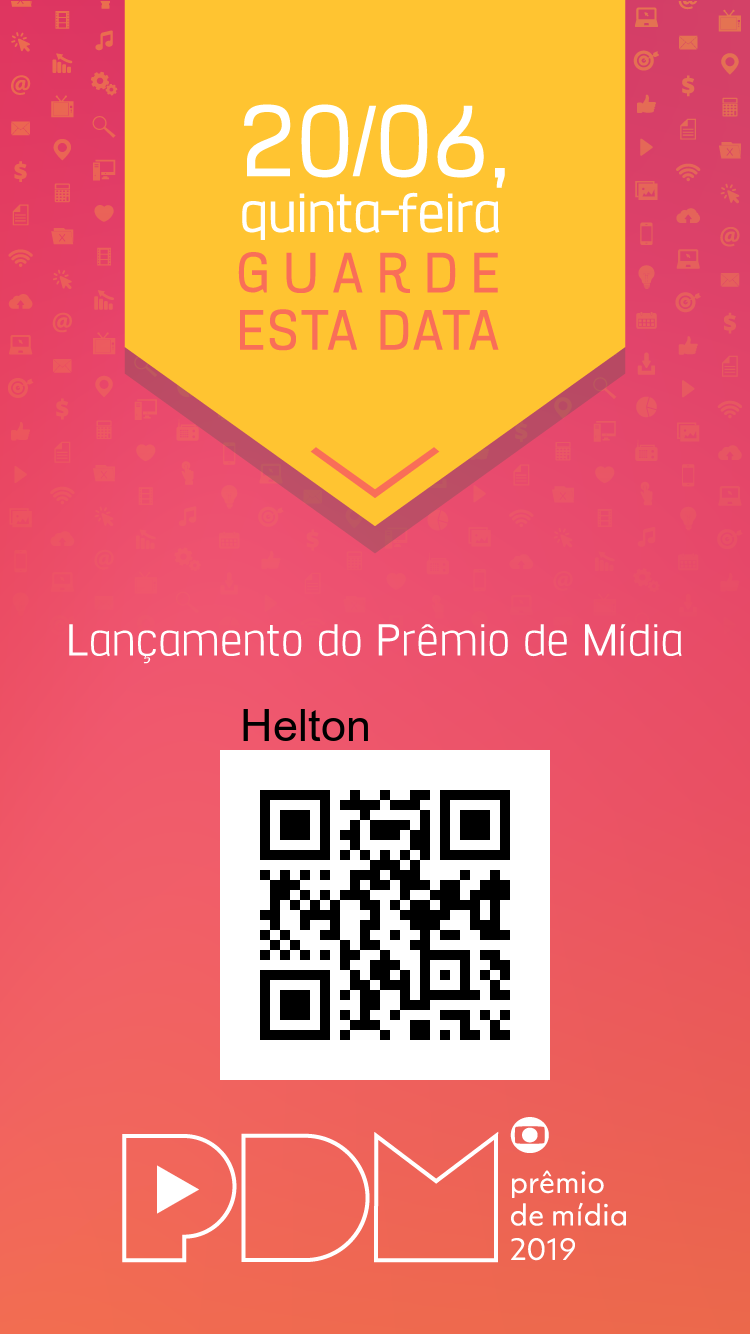 20/06,
quinta-feira
GUARDE
ESTA DATA
Lançamento do Prêmio de Mídia
Helton
PDM
prêmio
de mídia
2019